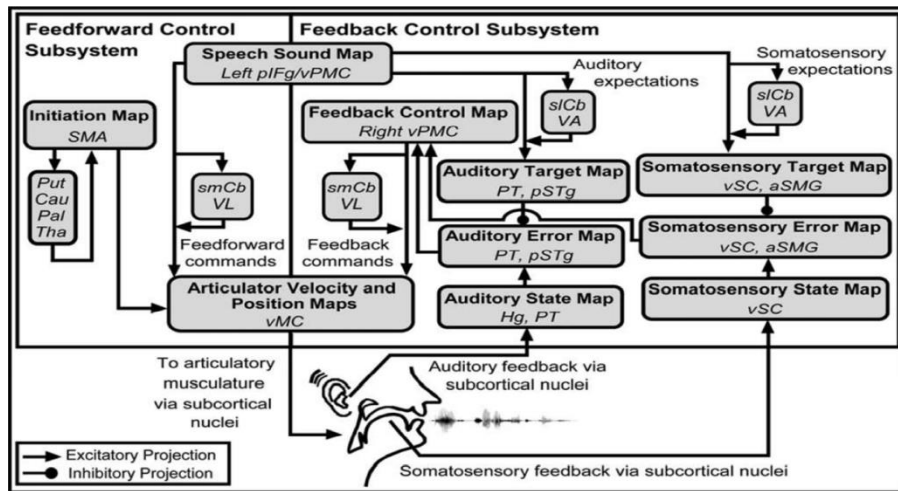 Feedforward Control
Subsystem
Feedback Control Subsystem
Speech Sound Map
Left pIFg/vPMC
Auditory
expectations
Somatosensory
expectations
slCb
VA
slCb
VA
Initiation Map
SMA
Feedback Control Map
Right vPMC
Put
Cau
Pal
Tha
smCb
VL
smCb
VL
Auditory Target Map
PT, pSTg
Somatosensory Target Map
vSC, aSMG
Feedforward
commands
Feedback
commands
Auditory Error Map
PT, pSTg
Somatosensory Error Map
vSC, aSMG
Articulator Velocity and
Position Maps
vMC
Auditory State Map
Hg, PT
Somatosensory State Map
vSC
To articulatory
musculature
via subcortical
nuclei
Auditory feedback via
subcortical nuclei
Excitatory Projection
Inhibitory Projection
Somatosensory feedback via subcortical nuclei